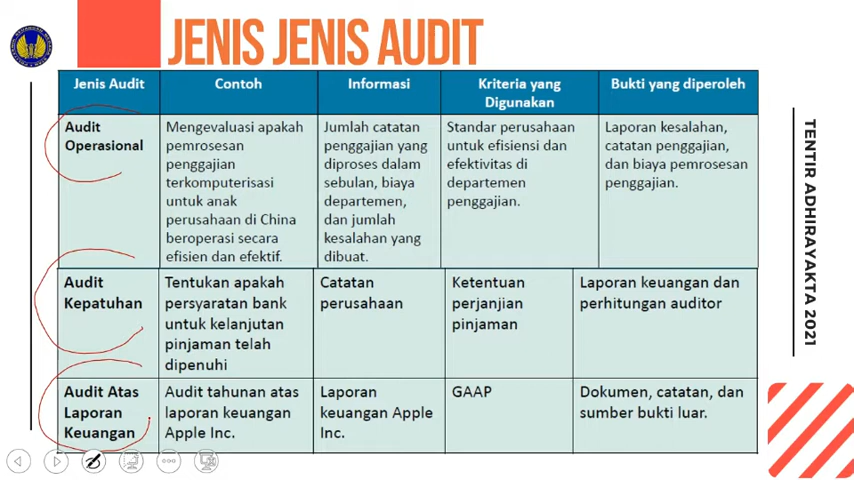 JENIS JENIS AUDIT
Jenis Audit
Contoh
Informasi
Kriteria yang
Digunakan
Bukti yang diperoleh
Audit
Operasional
Mengevaluasi apakah
pemrosesan
penggajian
terkomputerisasi
untuk anak
perusahaan di China
beroperasi secara
efisien dan efektif.
Jumlah catatan
penggajian yang
diproses dalam
sebulan, biaya
departemen,
dan jumlah
kesalahan yang
dibuat.
Standar perusahaan
untuk efisiensi dan
efektivitas di
departemen
penggajian.
Laporan kesalahan,
catatan penggajian,
dan biaya pemrosesan
penggajian.
Audit
Kepatuhan
Tentukan apakah
persyaratan bank
untuk kelanjutan
pinjaman telah
dipenuhi
Catatan
perusahaan
Ketentuan
perjanjian
pinjaman
Laporan keuangan dan
perhitungan auditor
Audit Atas
Laporan
Keuangan
Audit tahunan atas
laporan keuangan
Apple Inc.
Laporan
keuangan Apple
Inc.
GAAP
Dokumen, catatan, dan
sumber bukti luar.
TENTIR ADHIRAYAKTA 2021